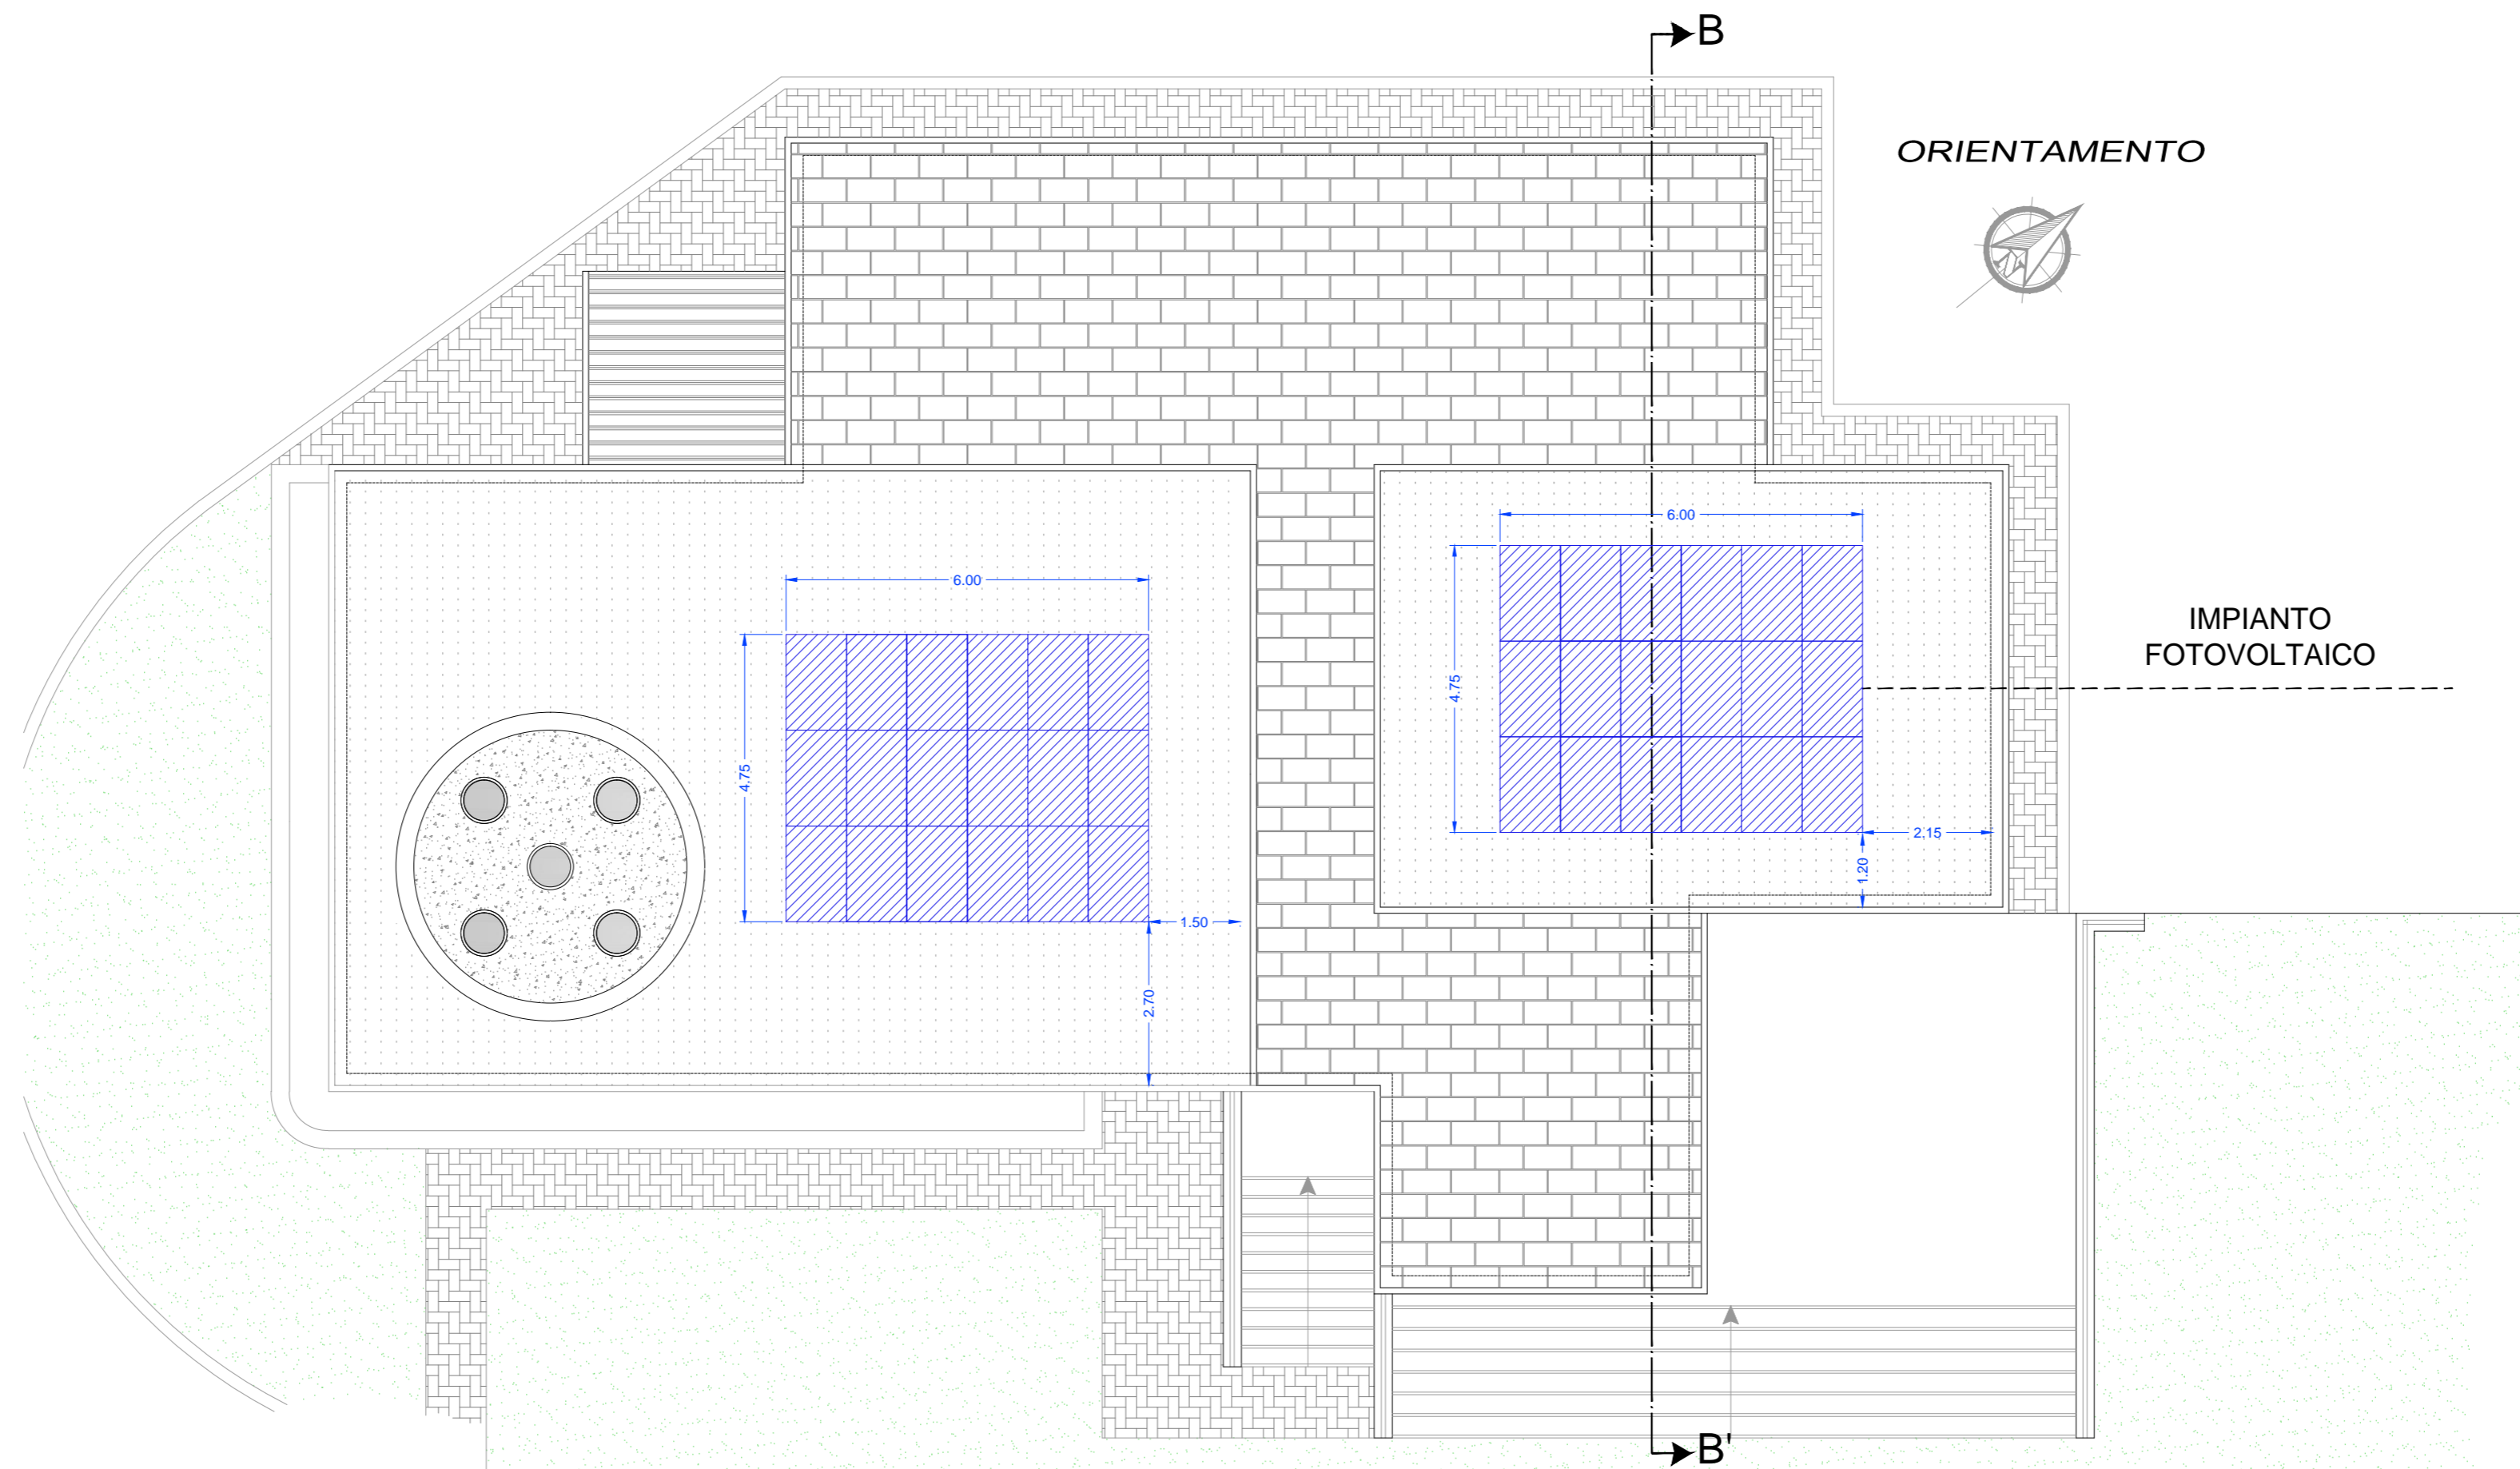 B
ORIENTAMENTO
N
6.00
6.00
IMPIANTO
FOTOVOLTAICO
4.75
4.75
2.15
1.20
1.50
2.70
B'